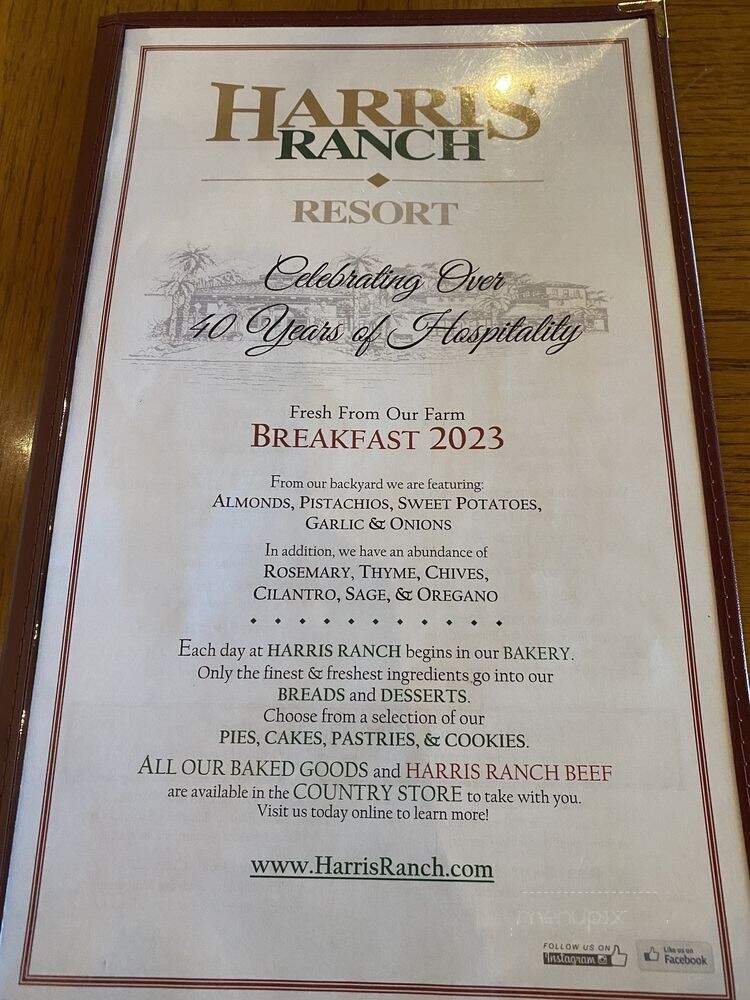 HARRIS
RANCH
RESORT
Celebrating Over
40 Years of Hospitality
Fresh From Our Farm
BREAKFAST 2023
From our backyard we are featuring:
ALMONDS, PISTACHIOS, SWEET POTATOES,
GARLIC & ONIONS
In addition, we have an abundance of
ROSEMARY, THYME, CHIVES,
CILANTRO, SAGE, & OREGANO
Each day at HARRIS RANCH begins in our BAKERY.
Only the finest & freshest ingredients go into our
BREADS and DESSERTS.
Choose from a selection of our
PIES, CAKES, PASTRIES, & COOKIES.
ALL OUR BAKED GOODS and HARRIS RANCH BEEF
are available in the COUNTRY STORE to take with you.
Visit us today online to learn more!
www.HarrisRanch.com
menupix
FOLLOW US ON
Instagram
Like us on
Facebook